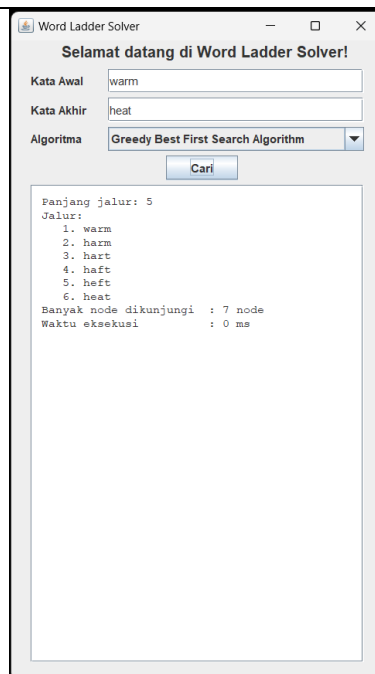 Word Ladder Solver
Selamat datang di Word Ladder Solver!
Kata Awal warm
Kata Akhir heat
Algoritma Greedy Best First Search Algorithm
Cari
Panjang jalur: 5
Jalur:
1. warm
2. harm
3. hart
4. haft
5. heft
6. heat
Banyak node dikunjungi : 7 node
Waktu eksekusi : 0 ms